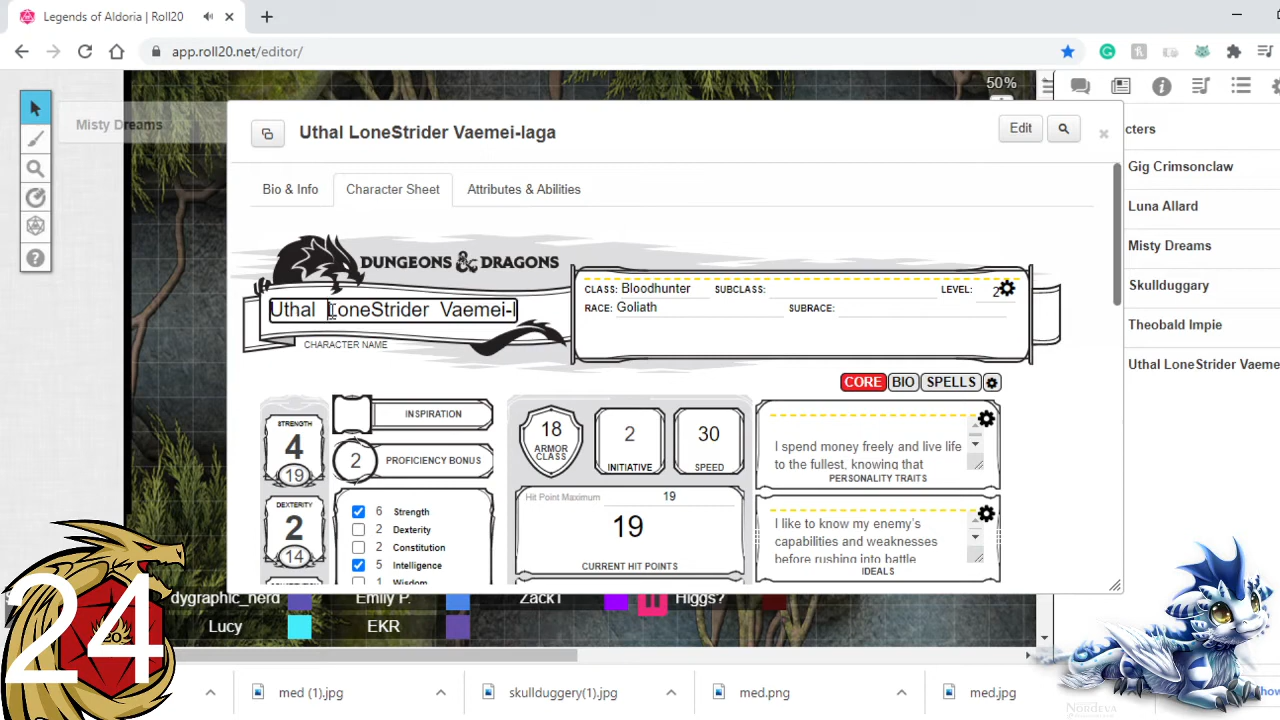 Legends of Aldoria | Roll20
app.roll20.net/editor/
50%
Misty Dreams
Uthal LoneStrider Vaemei-laga
Edit
cters
Gig Crimsonclaw
Luna Allard
Misty Dreams
Skullduggary
Theobald Impie
Uthal LoneStrider Vaeme
Bio & Info
Character Sheet
Attributes & Abilities
DUNGEONS & DRAGONS
Uthal LoneStrider Vaemei-l
CHARACTER NAME
CLASS: Bloodhunter SUBCLASS: LEVEL: 2
RACE: Goliath SUBRACE:
CORE BIO SPELLS
STRENGTH
4
19
DEXTERITY
2
14
INSPIRATION
2 PROFICIENCY BONUS
6 Strength
2 Dexterity
2 Constitution
5 Intelligence
1 Wisdom
18
ARMOR
CLASS
2
INITIATIVE
30
SPEED
Hit Point Maximum 19
19
CURRENT HIT POINTS
I spend money freely and live life
to the fullest, knowing that
PERSONALITY TRAITS
I like to know my enemy's
capabilities and weaknesses
before rushing into battle
IDEALS
24
20
dygraphic_nerd
Emily P.
Zack1
Higgs?
Lucy
EKR
med (1).jpg
skullduggery(1).jpg
med.png
med.jpg
how
NORDEVA